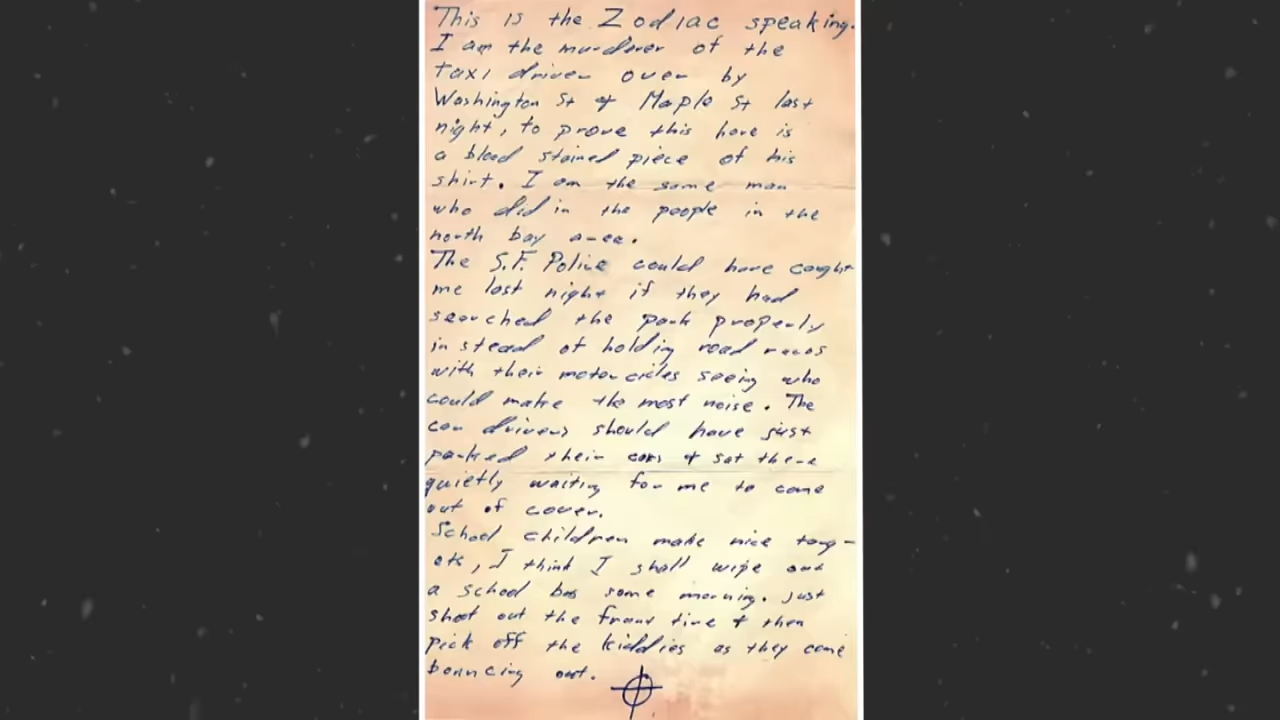 This is the Zodiac speaking.
I am the murderer of the
taxi driver over by
Washington St + Maple St last
night, to prove this here is
a blood stained piece of his
shirt. I am the same man
who did in the people in the
north bay area.
The S.F. Police could have caught
me last night if they had
searched the park properly
in stead of holding road races
with their motorcicles seeing who
could make the most noise. The
car drivers should have just
parked their cars + sat there
quietly waiting for me to come
out of cover.
School children make nice targ-
ets, I think I shall wipe out
a school bus some morning. Just
shoot out the front tire + then
pick off the kiddies as they come
bouncing out.